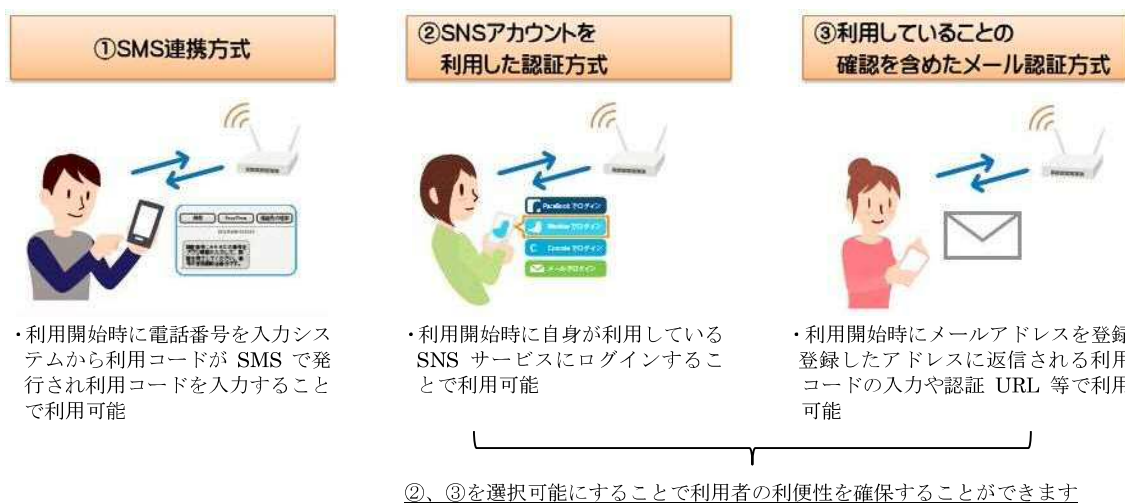 ①SMS連携方式
②SNSアカウントを
利用した認証方式
③利用していることの
確認を含めたメール認証方式
でログイン
でログイン
でログイン
メールでログイン
・利用開始時に電話番号を入力シス
テムから利用コードが SMS で発
行され利用コードを入力すること
で利用可能
・利用開始時に自身が利用している
SNS サービスにログインするこ
とで利用可能
・利用開始時にメールアドレスを登録
登録したアドレスに返信される利用
コードの入力や認証 URL 等で利用
可能
②、③を選択可能にすることで利用者の利便性を確保することができます